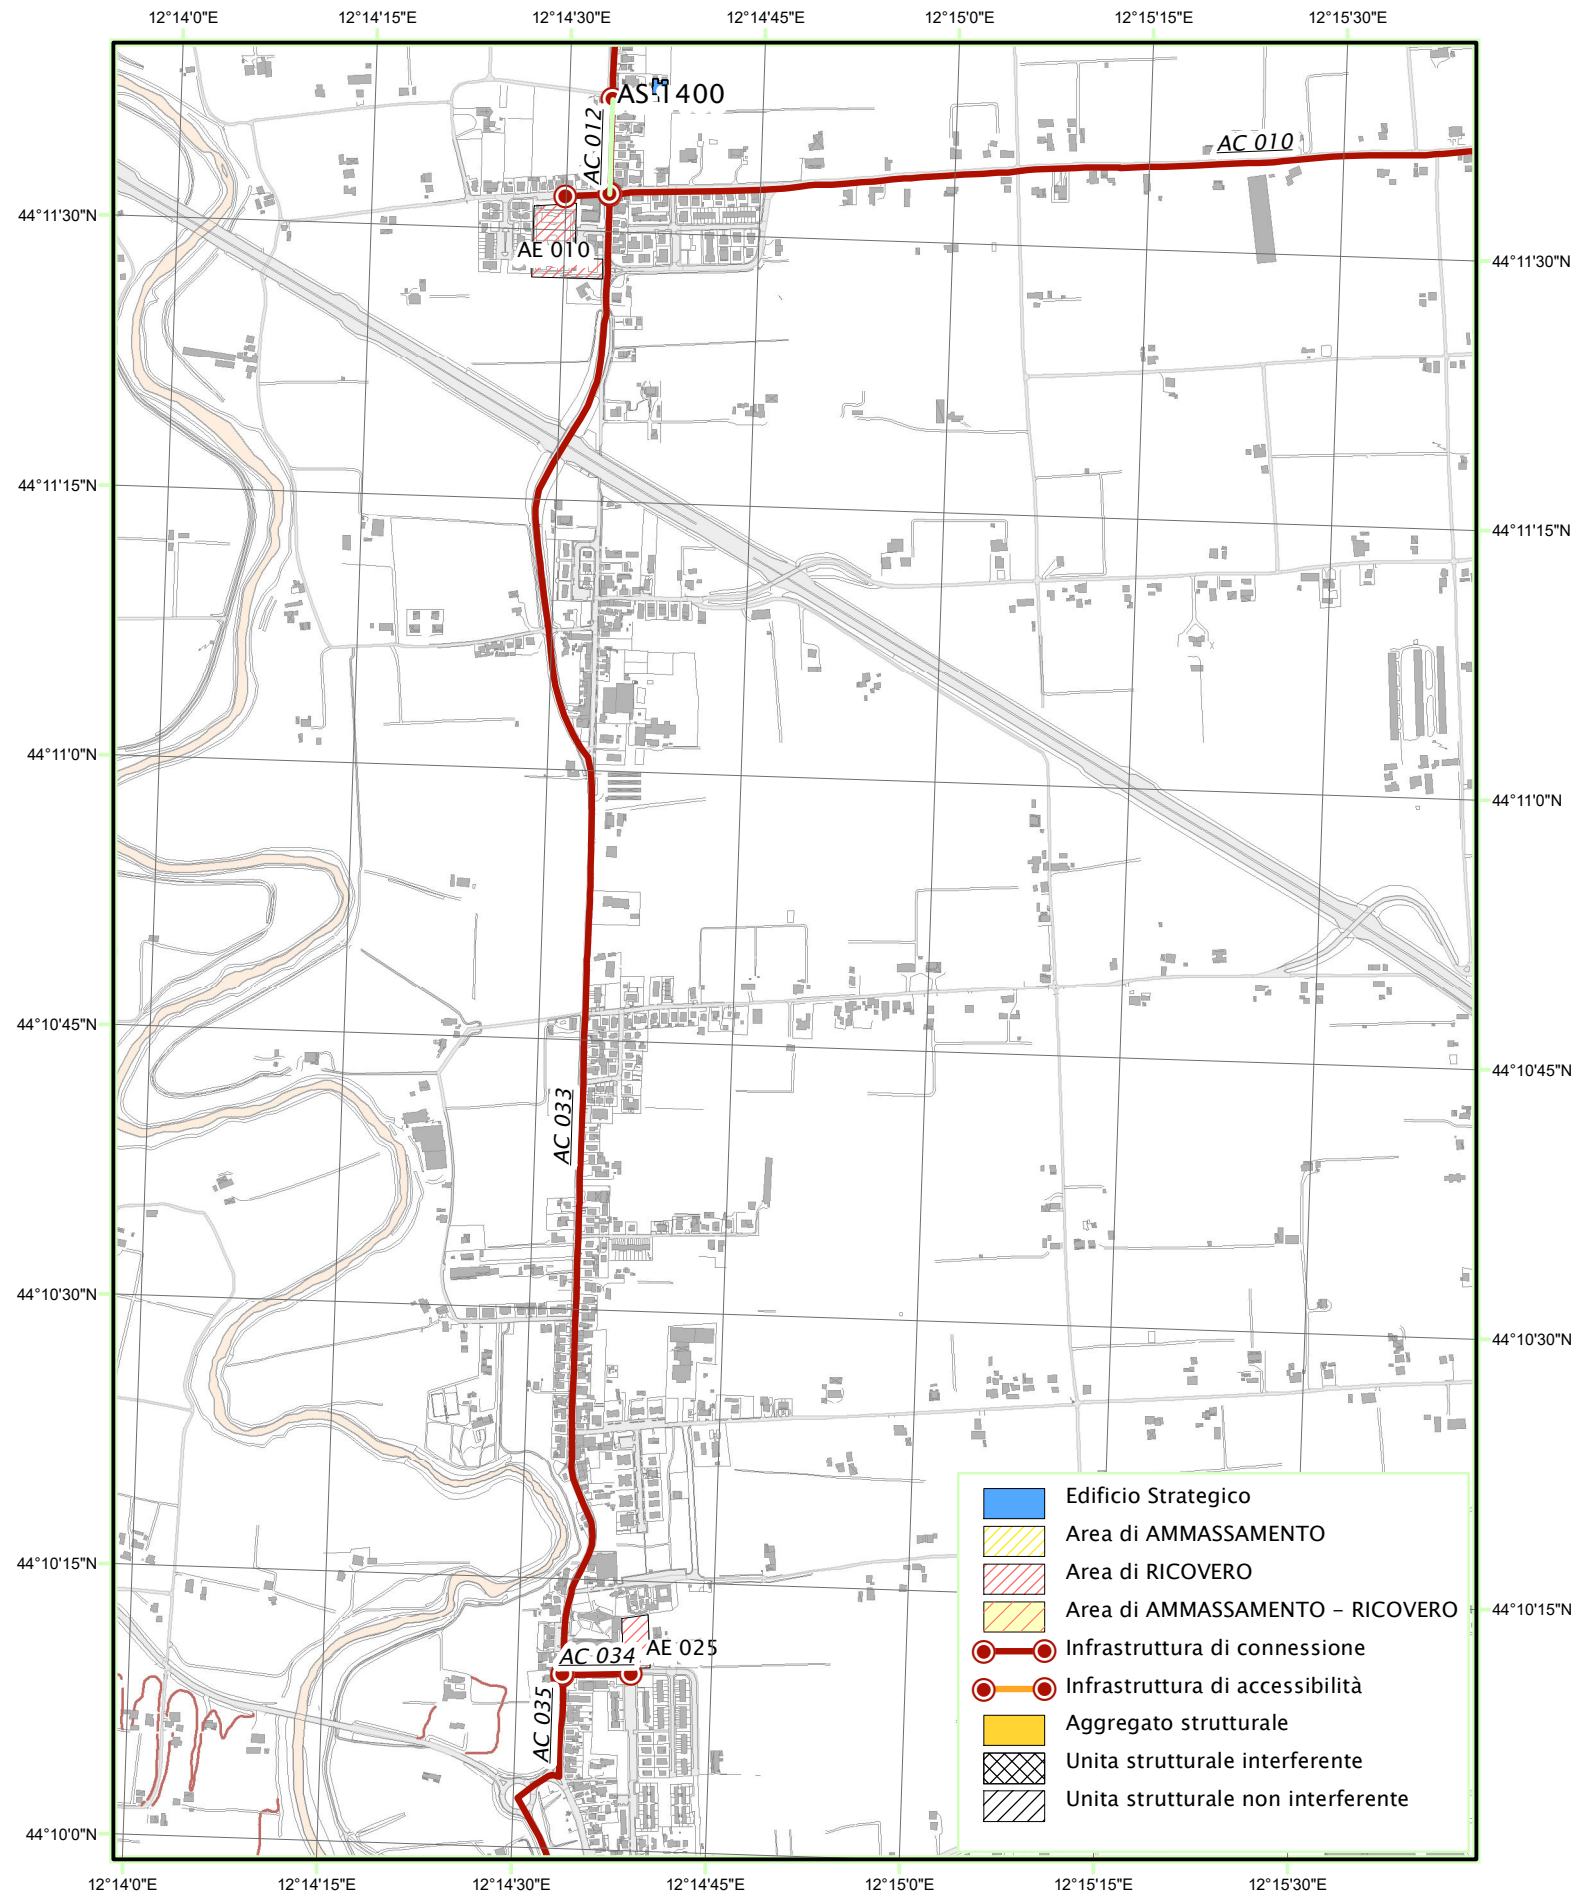 12°14'0"E 12°14'15"E 12°14'30"E 12°14'45"E 12°15'0"E 12°15'15"E 12°15'30"E
AS 1400
AC 012
AC 010
44°11'30"N
AE 010
44°11'30"N
44°11'15"N
44°11'15"N
44°11'0"N
44°11'0"N
44°10'45"N
44°10'45"N
AC 033
44°10'30"N
44°10'30"N
Edificio Strategico
Area di AMMASSAMENTO
Area di RICOVERO
Area di AMMASSAMENTO – RICOVERO
Infrastruttura di connessione
Infrastruttura di accessibilità
Aggregato strutturale
Unita strutturale interferente
Unita strutturale non interferente
44°10'15"N
44°10'15"N
AE 025
AC 034
AC 035
44°10'0"N
12°14'0"E 12°14'15"E 12°14'30"E 12°14'45"E 12°15'0"E 12°15'15"E 12°15'30"E